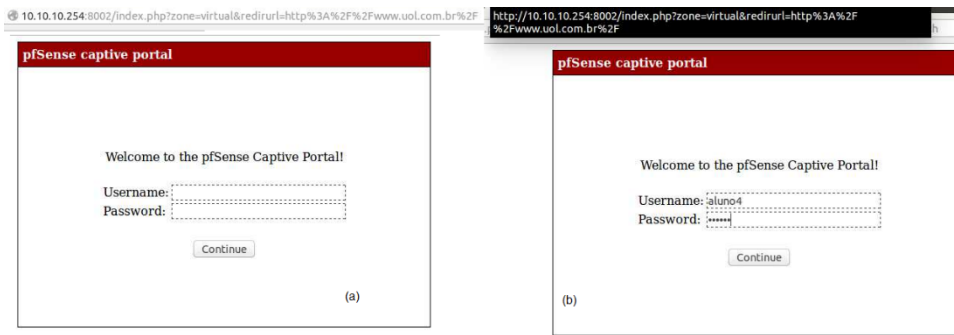 10.10.10.254:8002/index.php?zone=virtual&redirurl=http%3A%2F%2Fwww.uol.com.br%2F
pfSense captive portal
Welcome to the pfSense Captive Portal!
Username:
Password:
Continue
(a)
http://10.10.10.254:8002/index.php?zone=virtual&redirurl=http%3A%2F
%2Fwww.uol.com.br%2F
h
pfSense captive portal
Welcome to the pfSense Captive Portal!
Username: aluno4
Password: ••••••
Continue
(b)